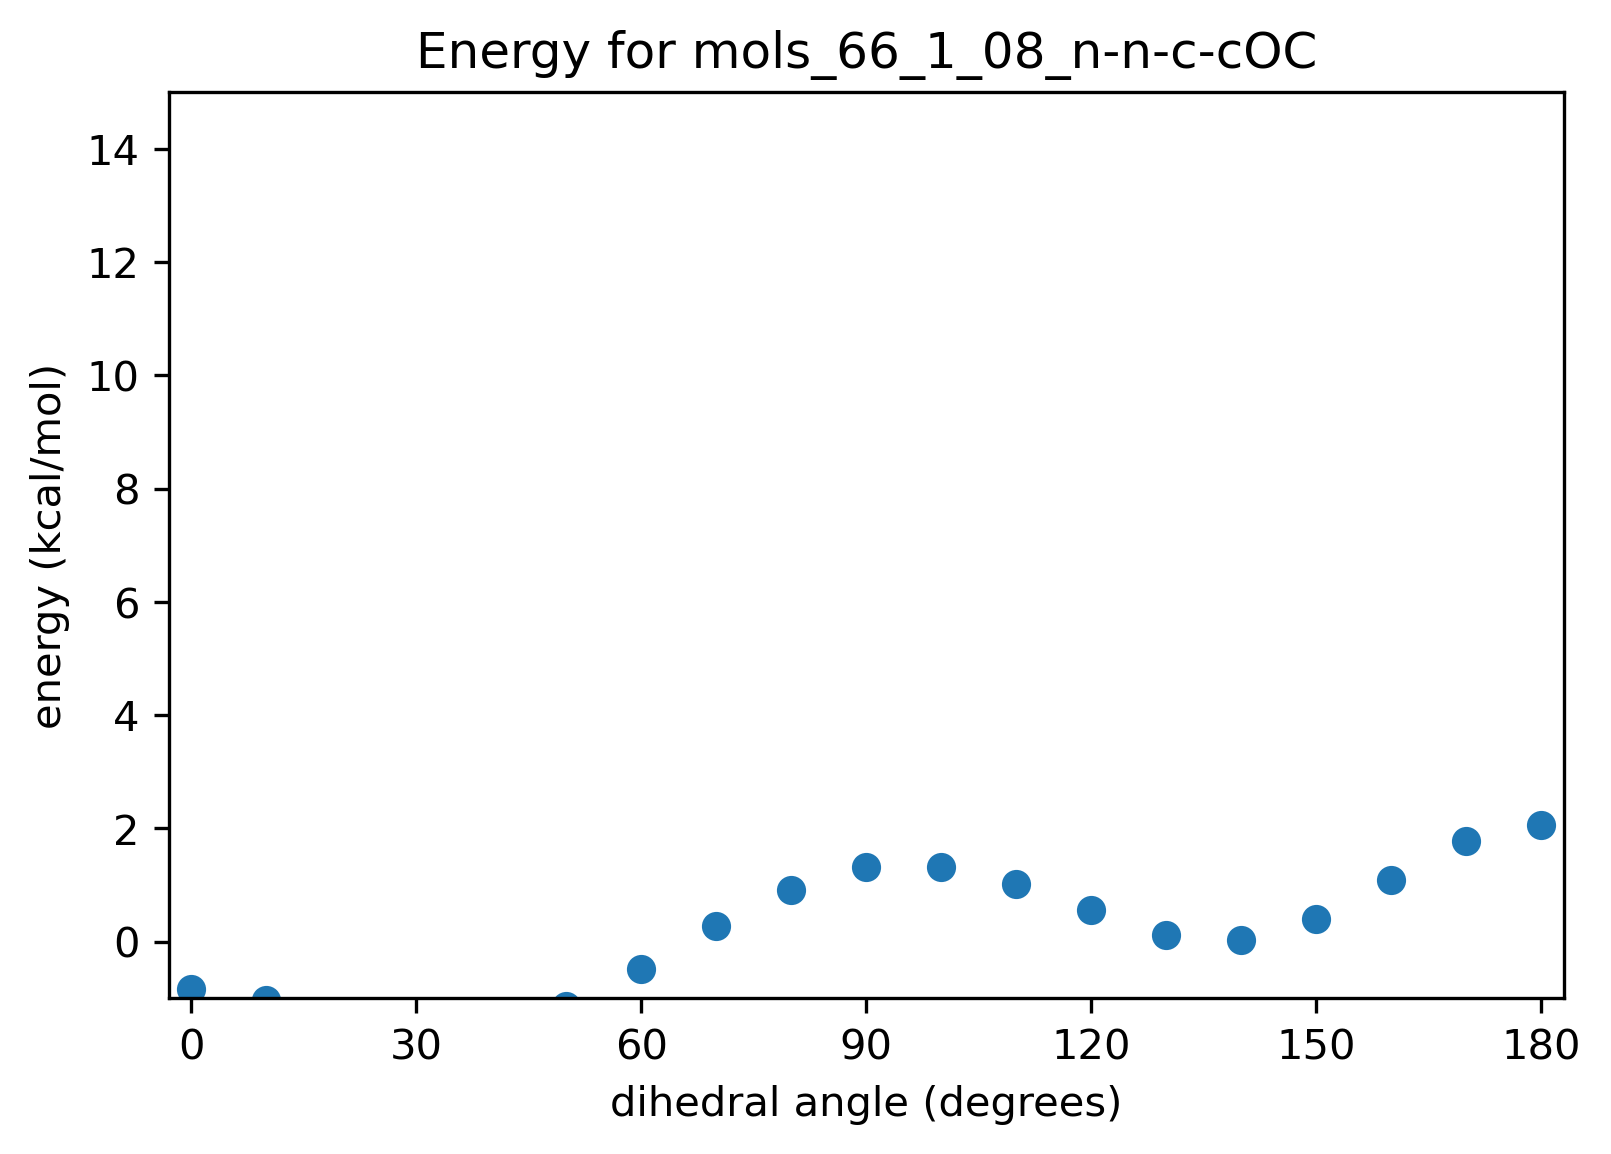 Energy for mols_66_1_08_n-n-c-cOC
14
12
10
8
6
4
2
0
energy (kcal/mol)
0 30 60 90 120 150 180
dihedral angle (degrees)